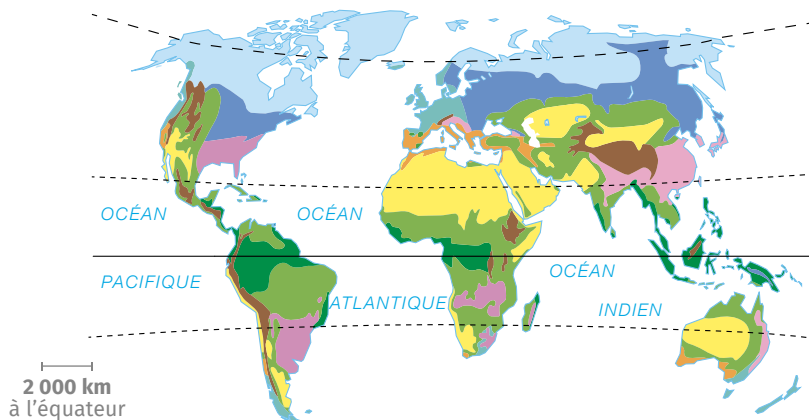 OCÉAN
OCÉAN
PACIFIQUE
ATLANTIQUE
OCÉAN
INDIEN
2 000 km
à l'équateur